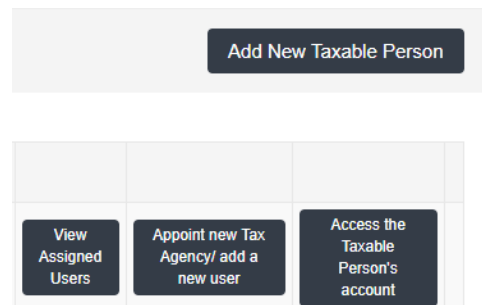 Add New Taxable Person
View
Assigned
Users
Appoint new Tax
Agency/ add a
new user
Access the
Taxable
Person's
account